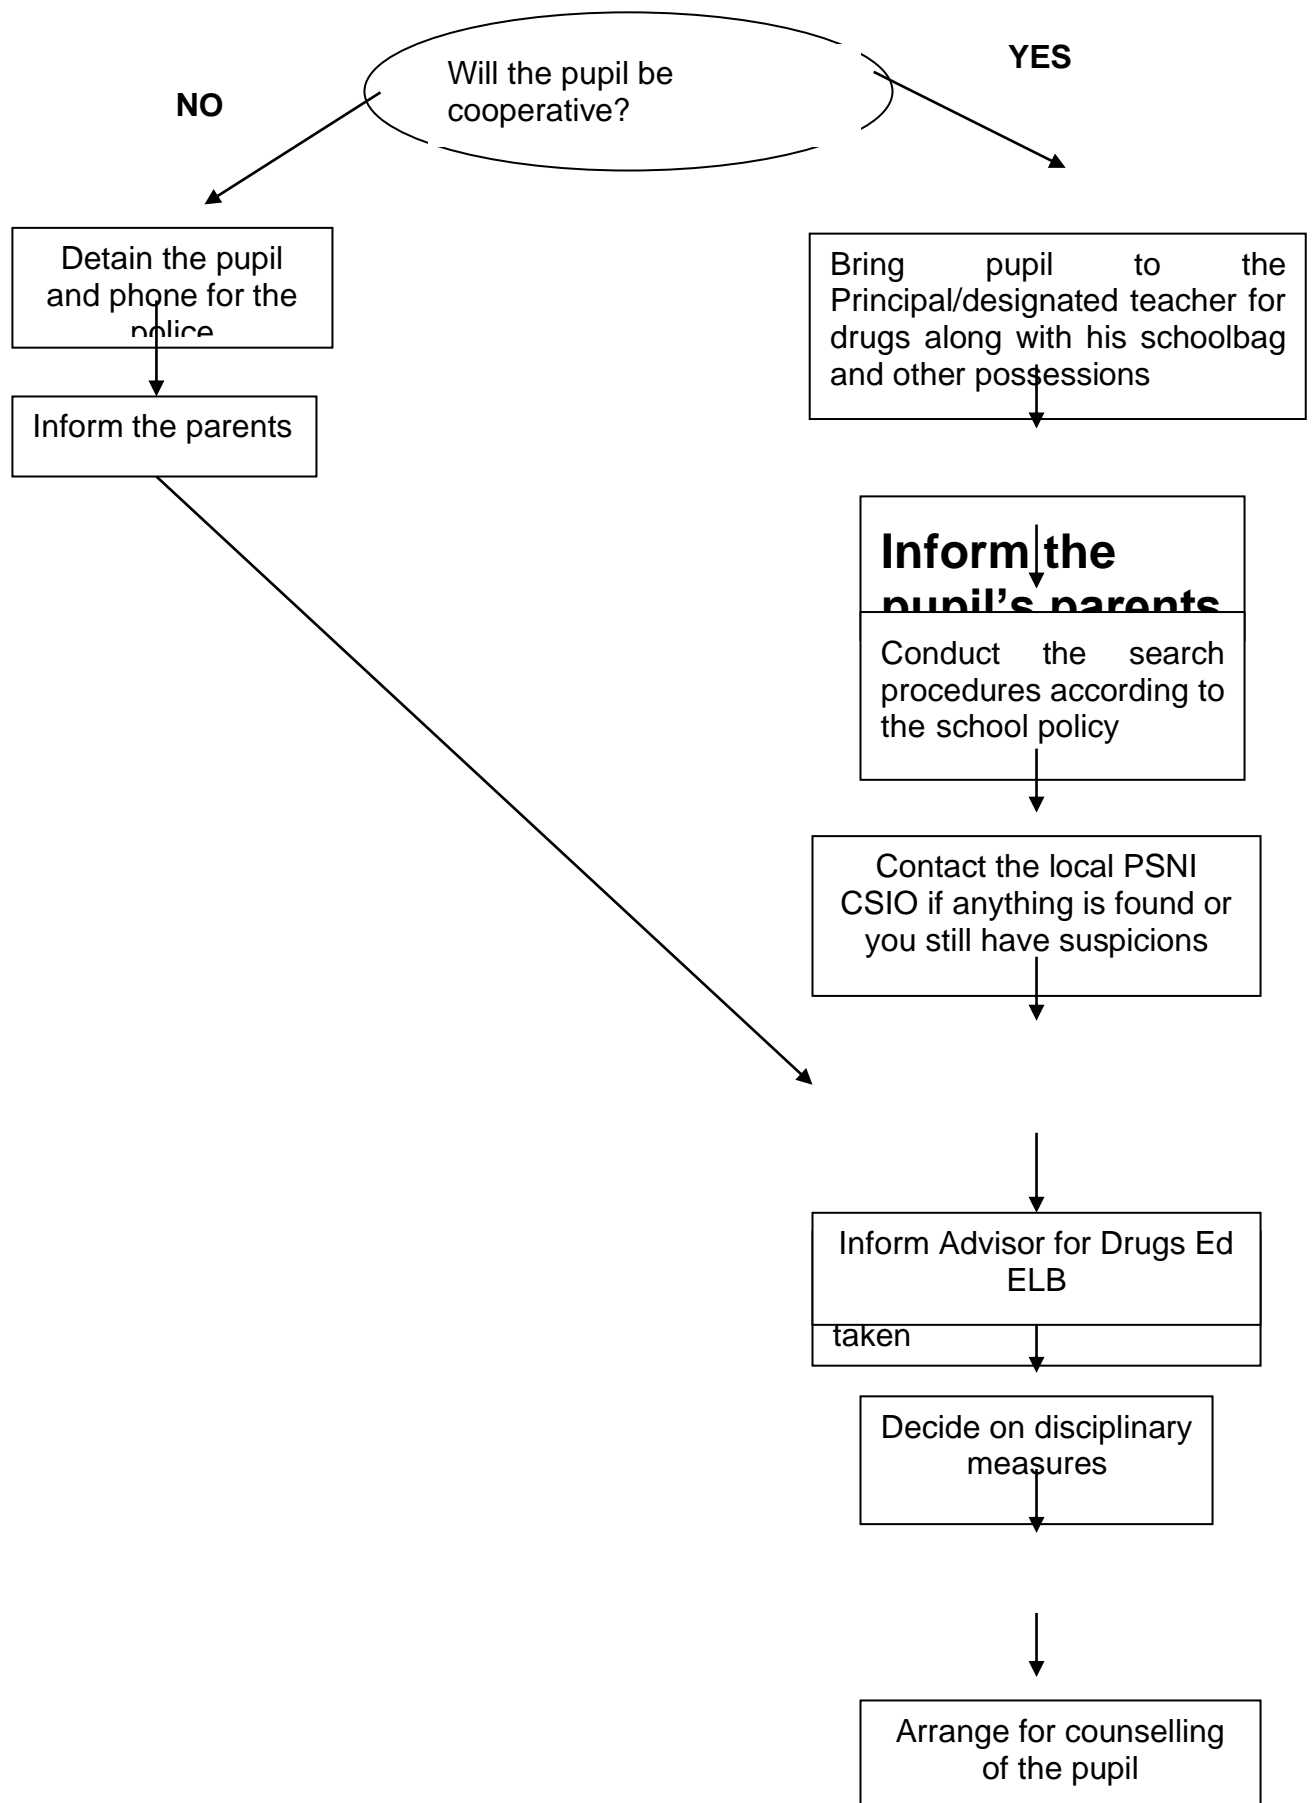 Will the pupil be
cooperative?
YES
NO
Detain the pupil
and phone for the
police
Inform the parents
Bring pupil to the
Principal/designated teacher for
drugs along with his schoolbag
and other possessions
Inform the
pupil’s parents
Conduct the search
procedures according to
the school policy
Contact the local PSNI
CSIO if anything is found or
you still have suspicions
Inform Advisor for Drugs Ed
ELB
taken
Decide on disciplinary
measures
Arrange for counselling
of the pupil